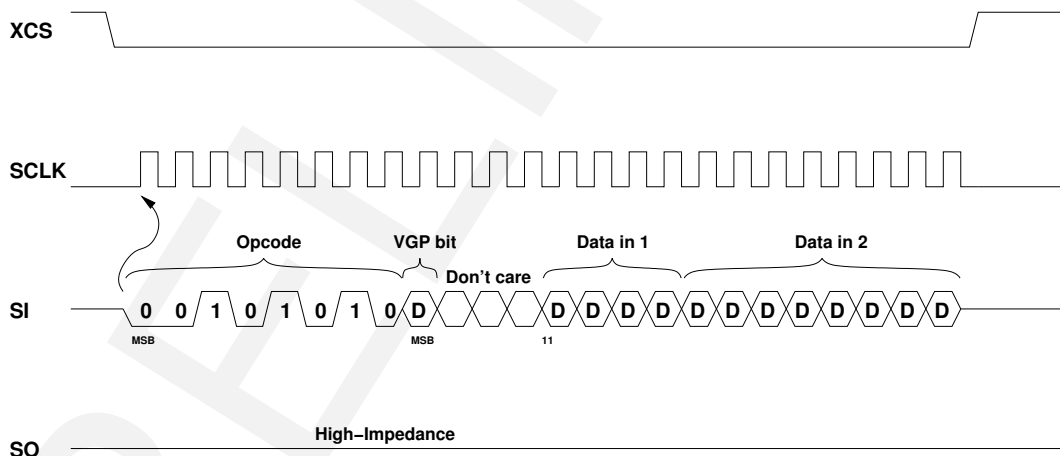 XCS
SCLK
Opcode VGP bit Data in 1 Data in 2
Don't care
SI 0 0 1 0 1 0 1 0 D D D D D D D D D D D D D
MSB MSB 11
High−Impedance
SO